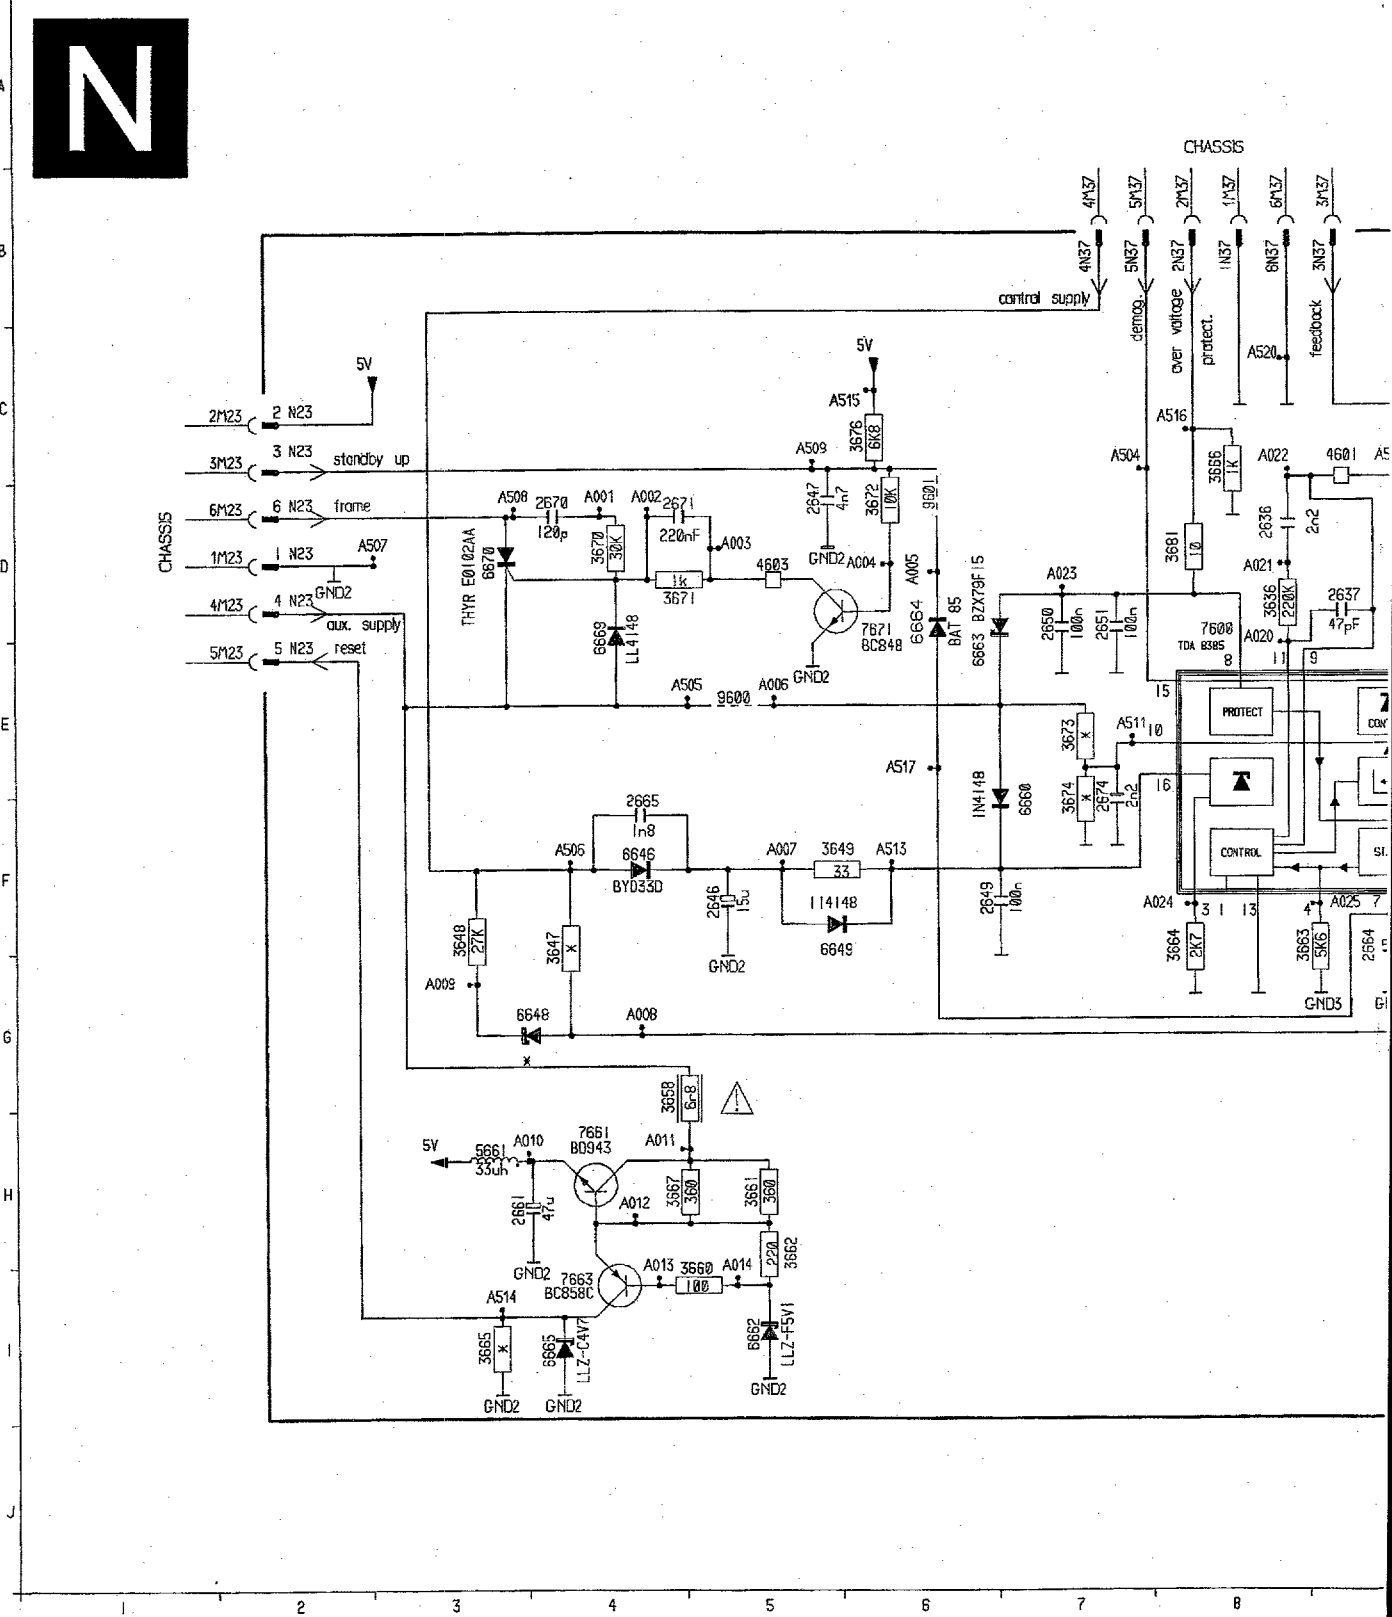 N
A
CHASSIS
4M37
5M37
2M37
1M37
6M37
3M37
B
4N37
5N37
2N37
1N37
6N37
3N37
control supply
demag.
over voltage
protect.
feedback
A520
5V
5V
C
2M23
2 N23
A515
3676
6K8
A516
3M23
3 N23
standby up
A509
A504
3666
1K
A022
4601
6M23
6 N23
frame
A508
2670
120p
A001
A002
2671
220nF
2647
4n7
3672
10K
9601
2636
2n2
CHASSIS
1M23
1 N23
A507
GND2
D
THYR E0102AA
6670
3670
30K
A003
GND2
A004
A005
3681
10
A021
4603
1k
3671
6663 BZX79F15
A023
3636
220K
2637
47pF
4M23
4 N23
aux. supply
6669
LL4148
7671
BC848
6664
BAT 85
2650
100n
2651
100n
7600
TDA 8385
A020
5M23
5 N23
reset
GND2
8
11
9
A505
9600
A006
15
E
3673
*
A511
10
PROTECT
CON
A517
16
1N4148
6660
3674
*
2674
2n2
2665
1n8
A506
6646
BYD33D
A007
3649
33
A513
CONTROL
F
2646
15u
114148
6649
2649
100n
A024
3
1
13
4
A025
7
3648
27K
3647
*
3664
2K7
3663
5K6
2664
GND2
A009
GND3
6648
*
A008
G
3658
6r8
7661
BD943
A011
5V
5661
33uh
A010
H
2661
47u
3667
360
3661
360
A012
220
3662
GND2
7663
BC858C
A013
3660
100
A014
A514
I
3665
*
6665
LLZ-C4V7
6662
LLZ-F5V1
GND2
GND2
GND2
J
1
2
3
4
5
6
7
8